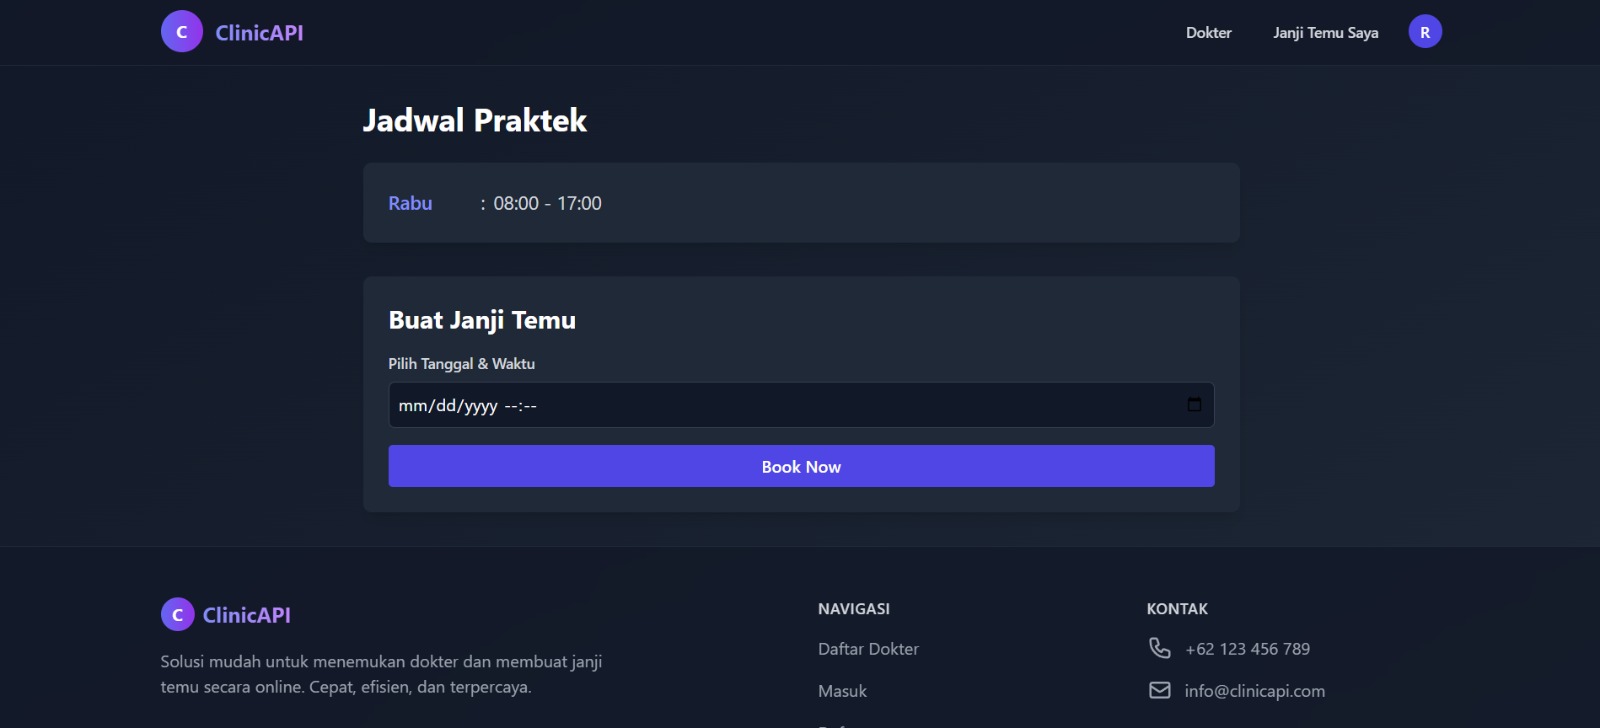 C ClinicAPI
Dokter
Janji Temu Saya
R
Jadwal Praktek
Rabu : 08:00 - 17:00
Buat Janji Temu
Pilih Tanggal & Waktu
mm/dd/yyyy --:--
Book Now
C ClinicAPI
Solusi mudah untuk menemukan dokter dan membuat janji
temu secara online. Cepat, efisien, dan terpercaya.
NAVIGASI
Daftar Dokter
Masuk
KONTAK
+62 123 456 789
info@clinicapi.com